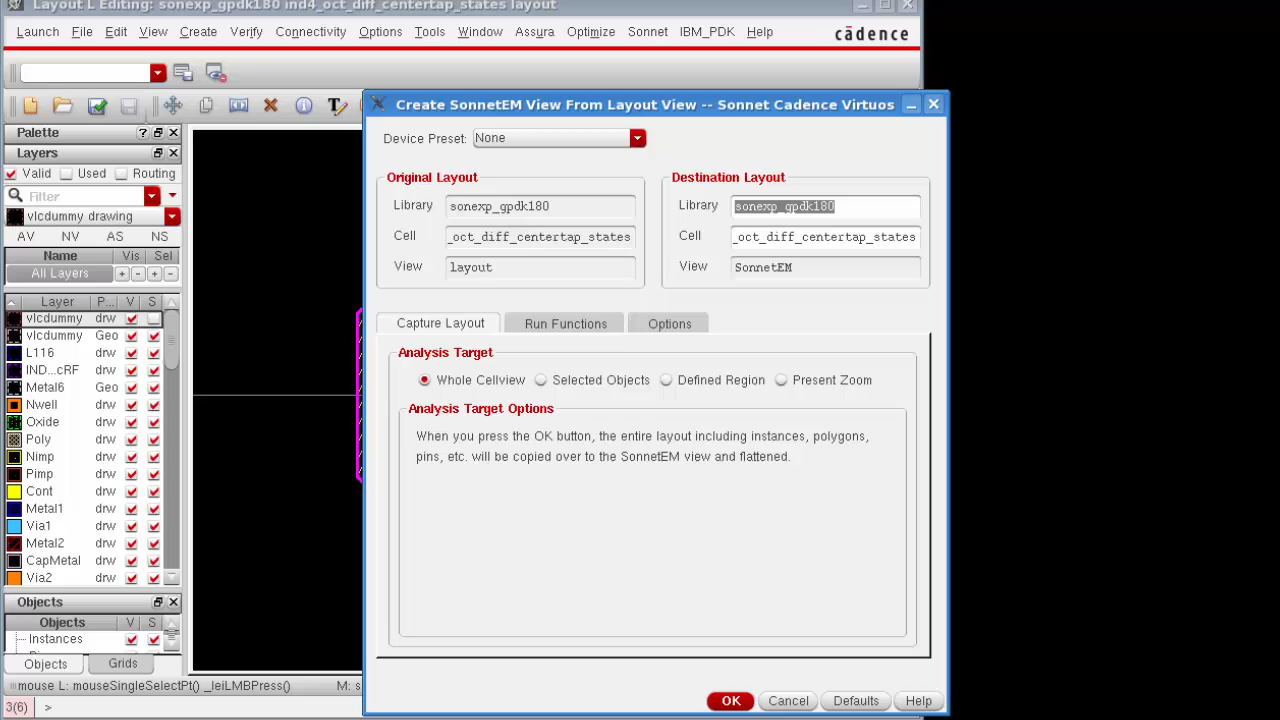 Layout L Editing: sonexp_gpdk180 ind4_oct_diff_centertap_states layout
Launch File Edit View Create Verify Connectivity Options Tools Window Assura Optimize Sonnet IBM_PDK Help
cādence
Palette
Layers
Valid Used Routing
Filter
vlcdummy drawing
AV NV AS NS
Name Vis Sel
All Layers + - + -
Layer P... V S
vlcdummy drw
vlcdummy Geo
L116 drw
IND...cRF drw
Metal6 Geo
Nwell drw
Oxide drw
Poly drw
Nimp drw
Pimp drw
Cont drw
Metal1 drw
Via1 drw
Metal2 drw
CapMetal drw
Via2 drw
Objects
Objects V S
Instances
Objects Grids
mouse L: mouseSingleSelectPt() _leiLMBPress() M: s
3(6) >
Create SonnetEM View From Layout View -- Sonnet Cadence Virtuos
Device Preset: None
Original Layout
Library sonexp_gpdk180
Cell _oct_diff_centertap_states
View layout
Destination Layout
Library sonexp_gpdk180
Cell _oct_diff_centertap_states
View SonnetEM
Capture Layout Run Functions Options
Analysis Target
Whole Cellview Selected Objects Defined Region Present Zoom
Analysis Target Options
When you press the OK button, the entire layout including instances, polygons,
pins, etc. will be copied over to the SonnetEM view and flattened.
OK Cancel Defaults Help